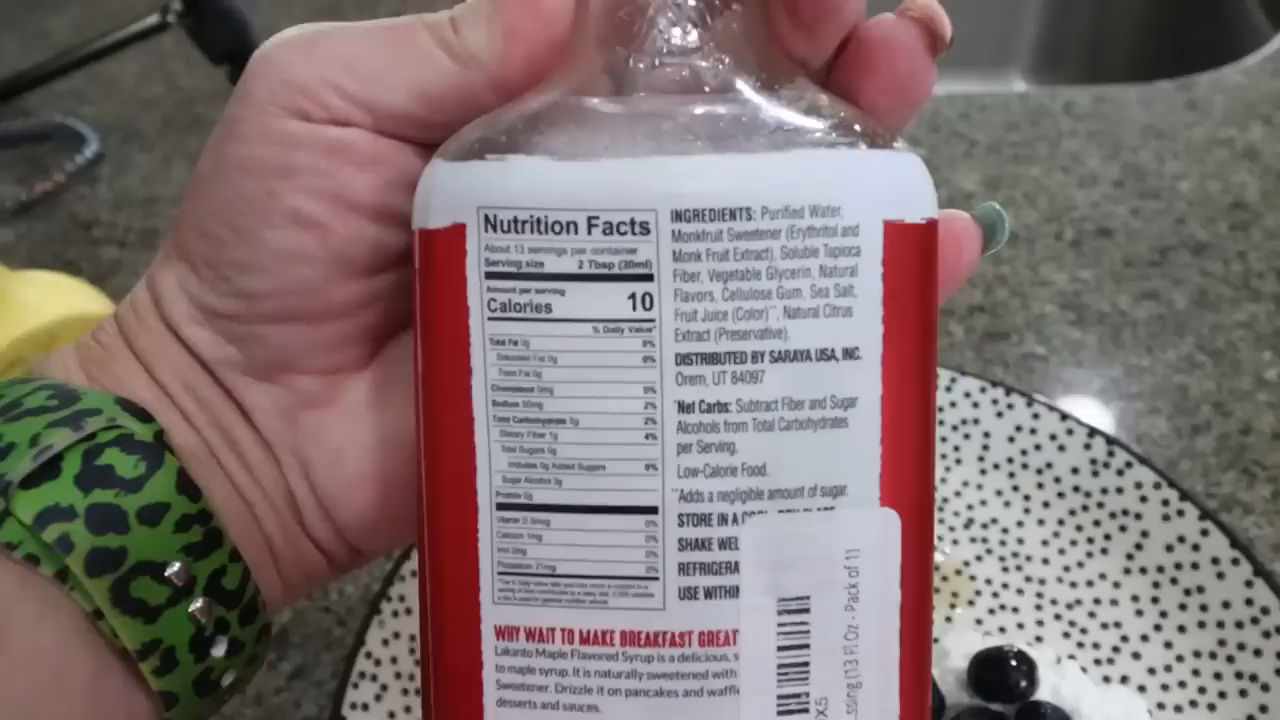 Nutrition Facts
About 13 servings per container
Serving size 2 Tbsp (30ml)
Amount per serving
Calories 10
% Daily Value*
Total Fat 0g 0%
Saturated Fat 0g 0%
Trans Fat 0g
Cholesterol 0mg 0%
Sodium 50mg 2%
Total Carbohydrate 2%
Dietary Fiber 1g 4%
Total Sugars 0g
Includes 0g Added Sugars 0%
Sugar Alcohol
Protein 0g
Vitamin D 0%
Calcium 1mg 0%
Iron 0mg 0%
Potassium 21mg 0%
INGREDIENTS: Purified Water,
Monkfruit Sweetener (Erythritol and
Monk Fruit Extract), Soluble Tapioca
Fiber, Vegetable Glycerin, Natural
Flavors, Cellulose Gum, Sea Salt,
Fruit Juice (Color)**, Natural Citrus
Extract (Preservative).
DISTRIBUTED BY SARAYA USA, INC.
Orem, UT 84097
*Net Carbs: Subtract Fiber and Sugar
Alcohols from Total Carbohydrates
per Serving.
Low-Calorie Food.
**Adds a negligible amount of sugar.
STORE IN A
SHAKE WEL
REFRIGERA
USE WITHIN
WHY WAIT TO MAKE BREAKFAST GREAT
Lakanto Maple Flavored Syrup is a delicious, s
to maple syrup. It is naturally sweetened with
Sweetener. Drizzle it on pancakes and waffle
desserts and sauces.
X5
ssing (13 Fl Oz - Pack of 1)